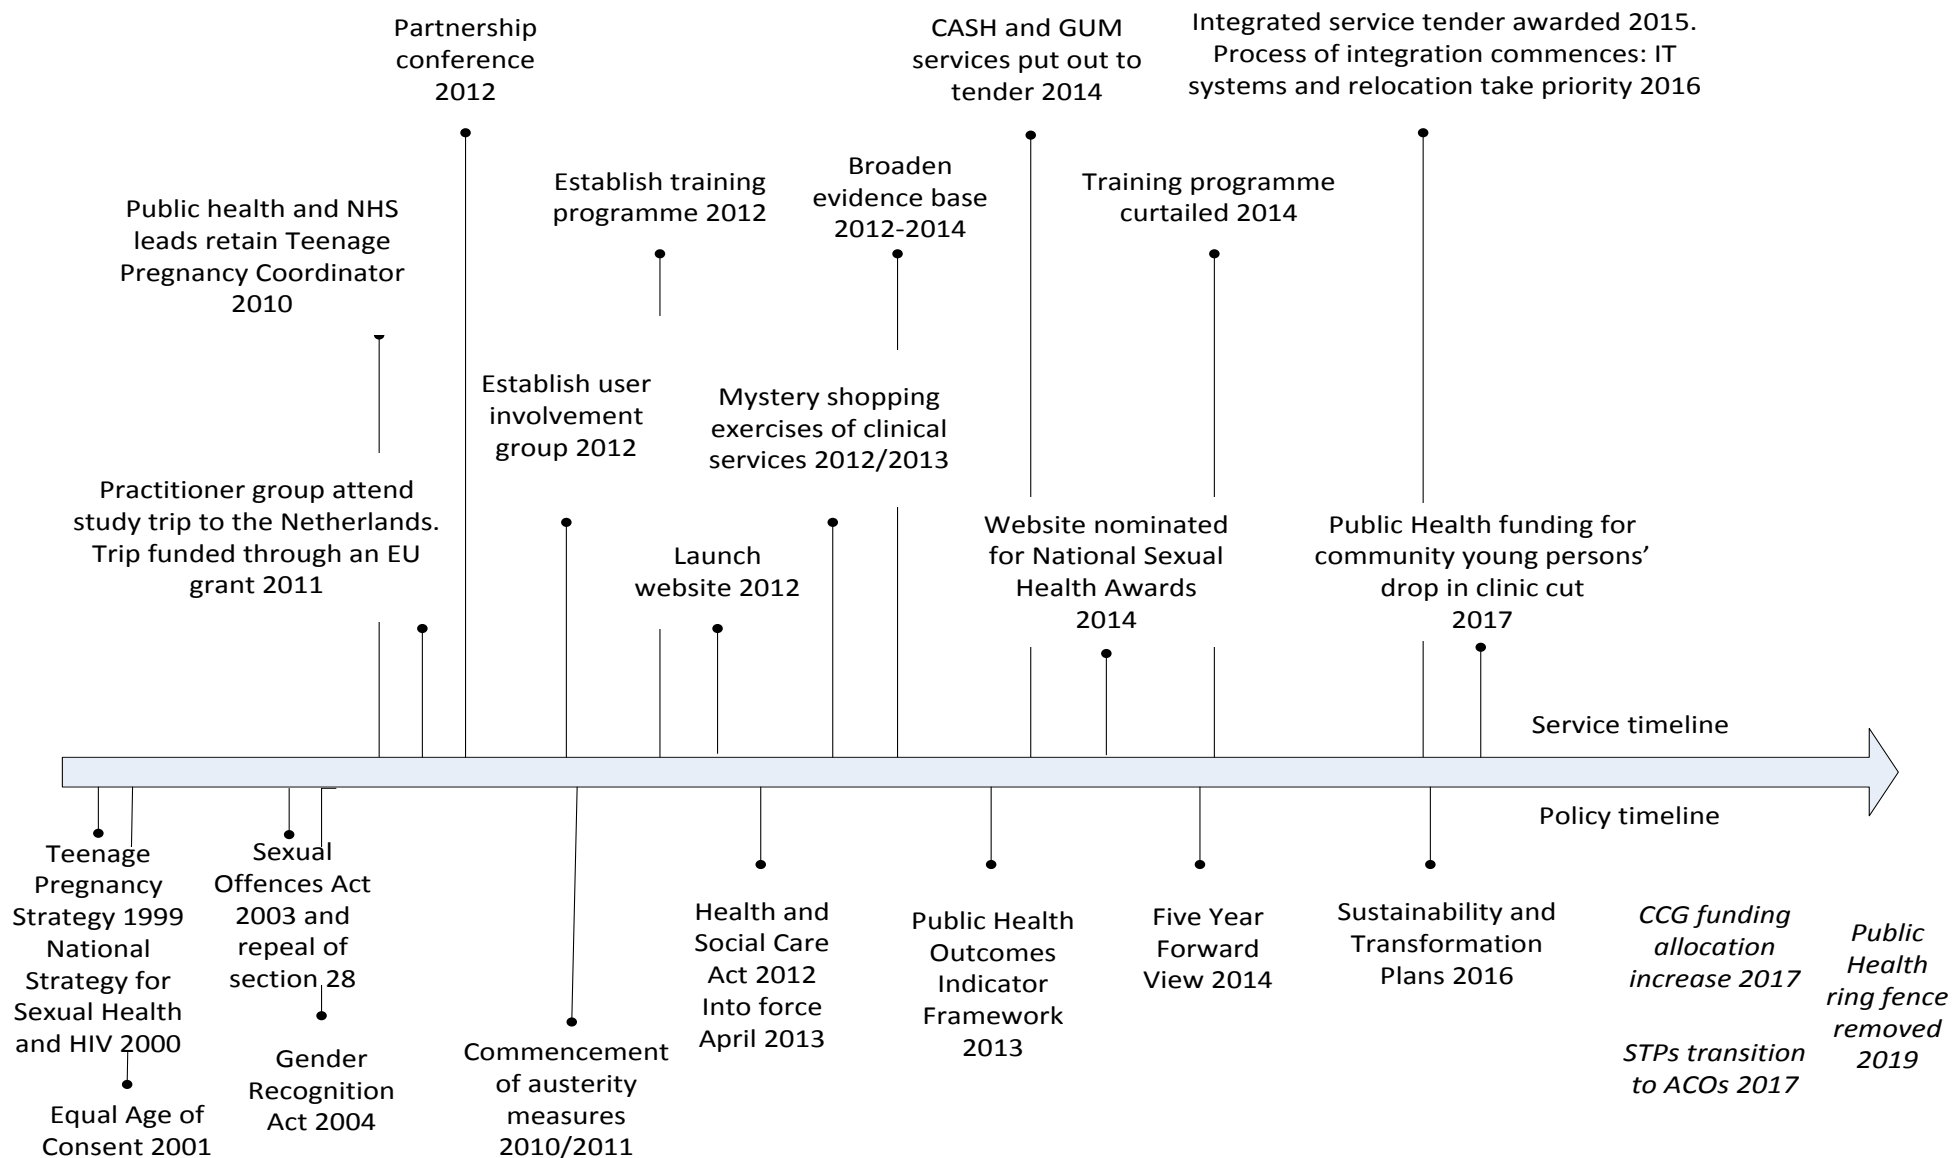 Partnership
conference
2012
CASH and GUM
services put out to
tender 2014
Integrated service tender awarded 2015.
Process of integration commences: IT
systems and relocation take priority 2016
Public health and NHS
leads retain Teenage
Pregnancy Coordinator
2010
Establish training
programme 2012
Broaden
evidence base
2012-2014
Training programme
curtailed 2014
Practitioner group attend
study trip to the Netherlands.
Trip funded through an EU
grant 2011
Establish user
involvement
group 2012
Launch
website 2012
Mystery shopping
exercises of clinical
services 2012/2013
Website nominated
for National Sexual
Health Awards
2014
Public Health funding for
community young persons’
drop in clinic cut
2017
Service timeline
Policy timeline
Teenage
Pregnancy
Strategy 1999
National
Strategy for
Sexual Health
and HIV 2000
Equal Age of
Consent 2001
Sexual
Offences Act
2003 and
repeal of
section 28
Gender
Recognition
Act 2004
Commencement
of austerity
measures
2010/2011
Health and
Social Care
Act 2012
Into force
April 2013
Public Health
Outcomes
Indicator
Framework
2013
Five Year
Forward
View 2014
Sustainability and
Transformation
Plans 2016
CCG funding
allocation
increase 2017
STPs transition
to ACOs 2017
Public
Health
ring fence
removed
2019